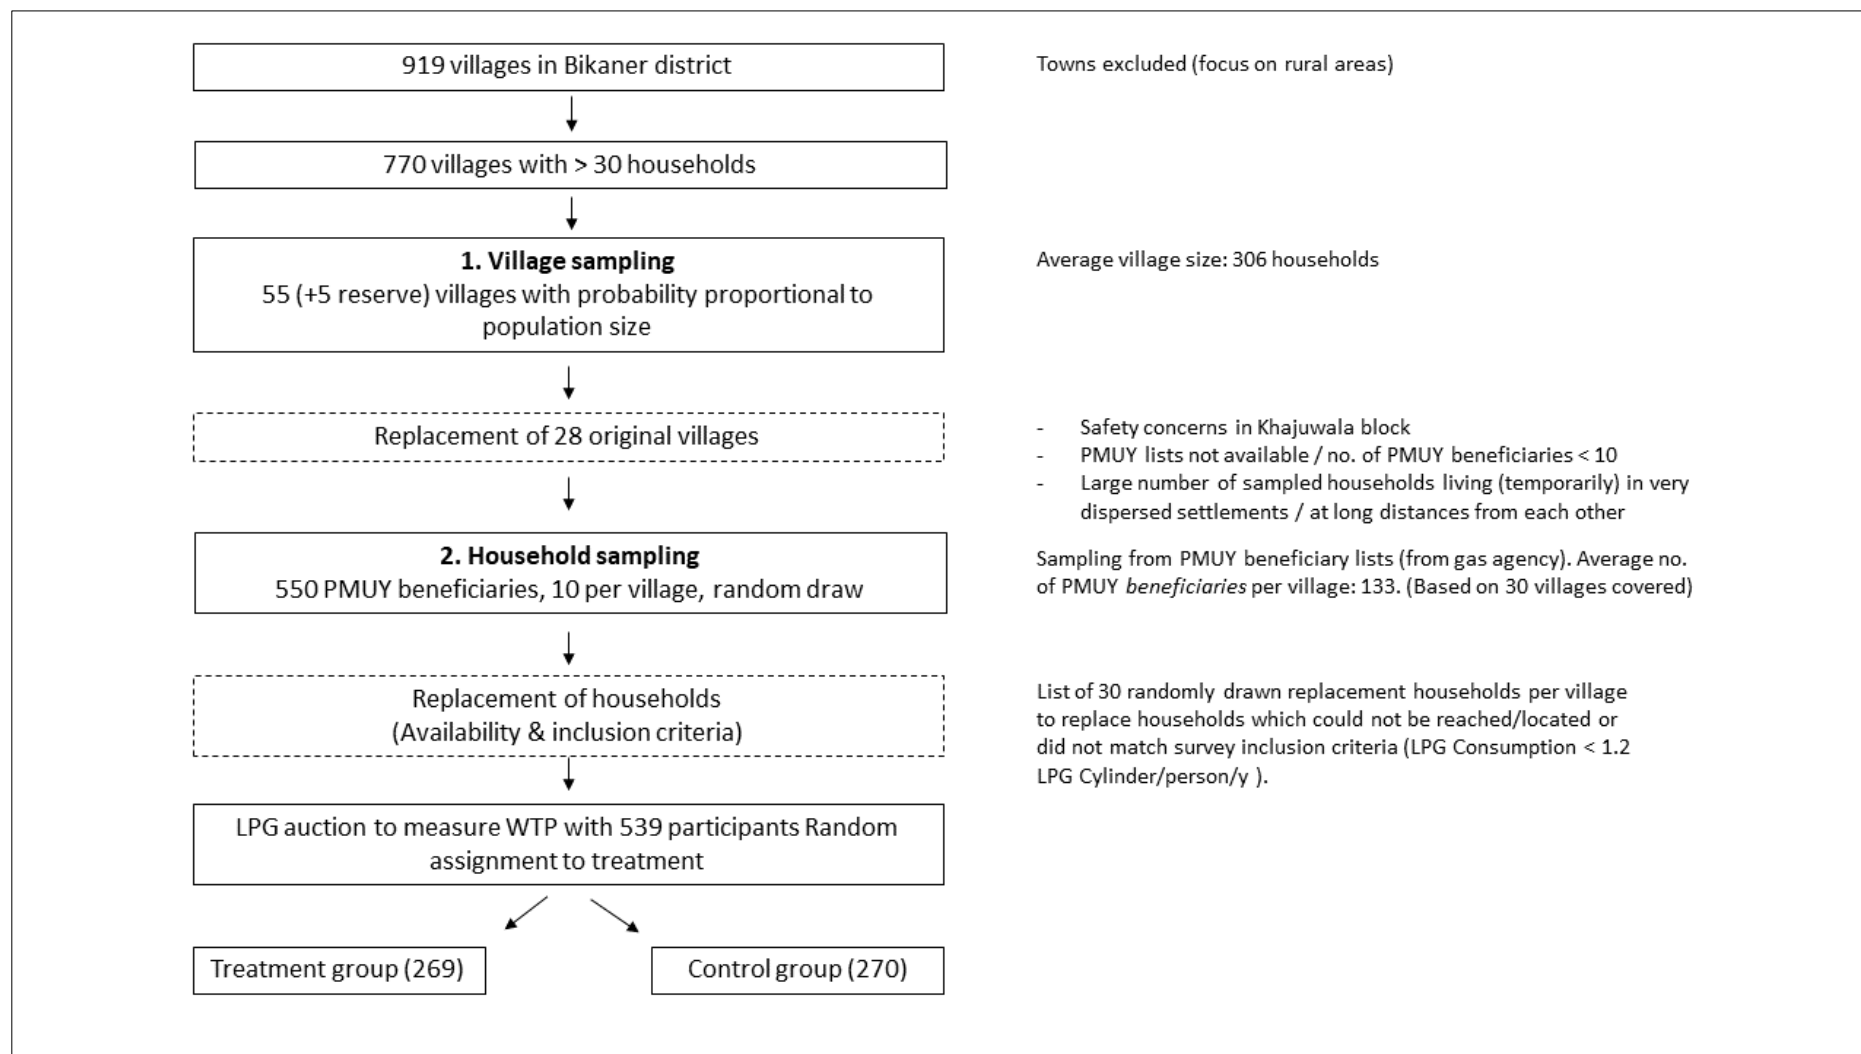 919 villages in Bikaner district
Towns excluded (focus on rural areas)
770 villages with > 30 households
1. Village sampling
55 (+5 reserve) villages with probability proportional to
population size
Average village size: 306 households
Replacement of 28 original villages
- Safety concerns in Khajuwala block
- PMUY lists not available / no. of PMUY beneficiaries < 10
- Large number of sampled households living (temporarily) in very
dispersed settlements / at long distances from each other
2. Household sampling
550 PMUY beneficiaries, 10 per village, random draw
Sampling from PMUY beneficiary lists (from gas agency). Average no.
of PMUY beneficiaries per village: 133. (Based on 30 villages covered)
Replacement of households
(Availability & inclusion criteria)
List of 30 randomly drawn replacement households per village
to replace households which could not be reached/located or
did not match survey inclusion criteria (LPG Consumption < 1.2
LPG Cylinder/person/y ).
LPG auction to measure WTP with 539 participants Random
assignment to treatment
Treatment group (269)
Control group (270)